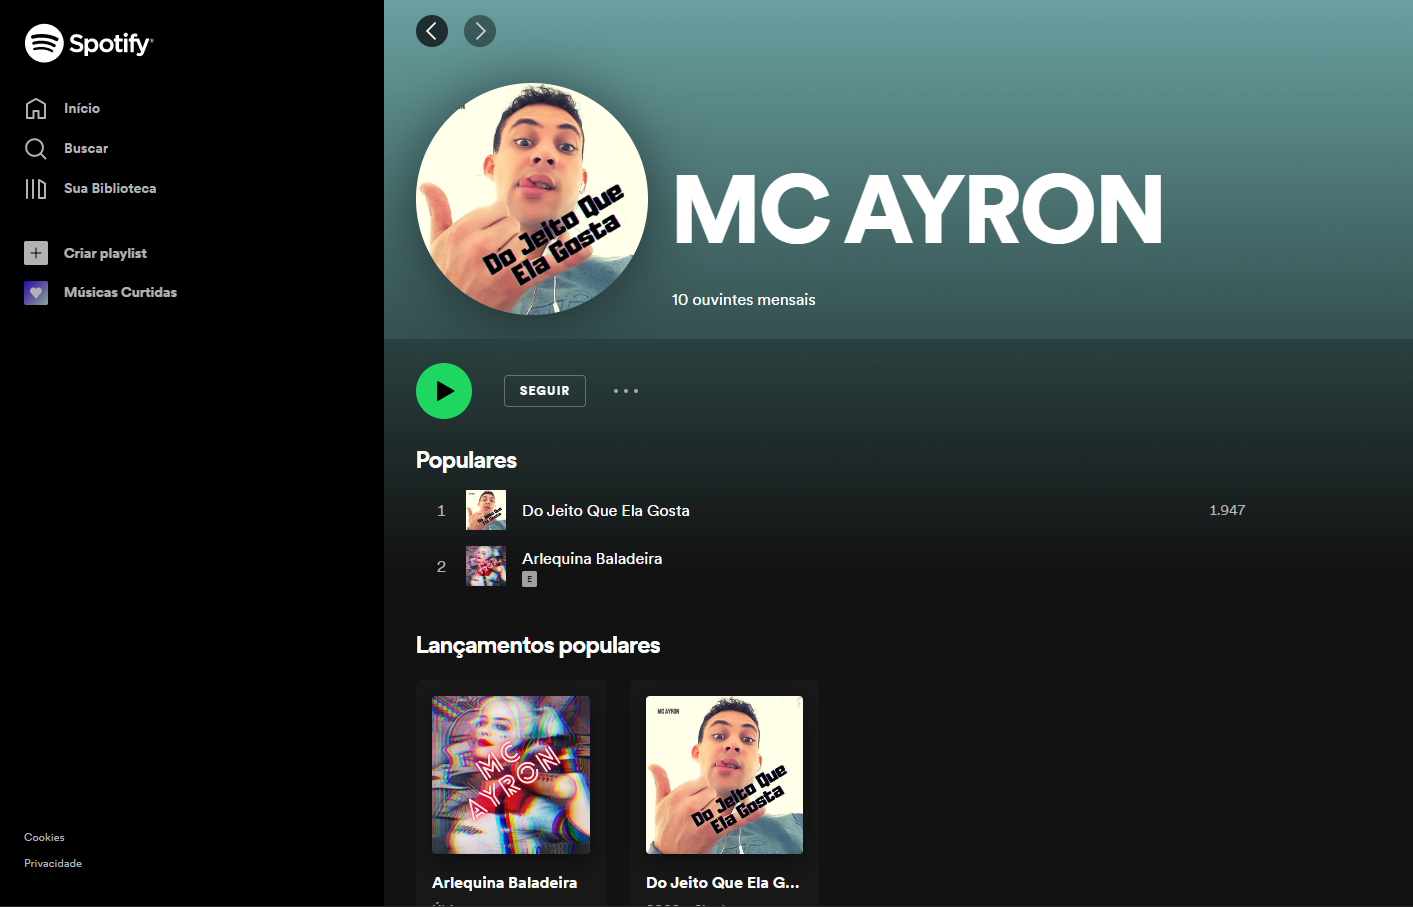 Spotify
Início
Buscar
Sua Biblioteca
Criar playlist
Músicas Curtidas
Cookies
Privacidade
Do Jeito Que
Ela Gosta
MC AYRON
10 ouvintes mensais
SEGUIR
Populares
1
Do Jeito Que Ela Gosta
1.947
2
Arlequina Baladeira
E
Lançamentos populares
MC
AYRON
Arlequina Baladeira
MC AYRON
Do Jeito Que
Ela Gosta
Do Jeito Que Ela G...